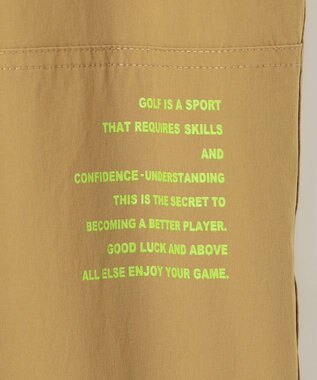 GOLF IS A SPORT
THAT REQUIRES SKILLS
AND
CONFIDENCE-UNDERSTANDING
THIS IS THE SECRET TO
BECOMING A BETTER PLAYER.
GOOD LUCK AND ABOVE
ALL ELSE ENJOY YOUR GAME.